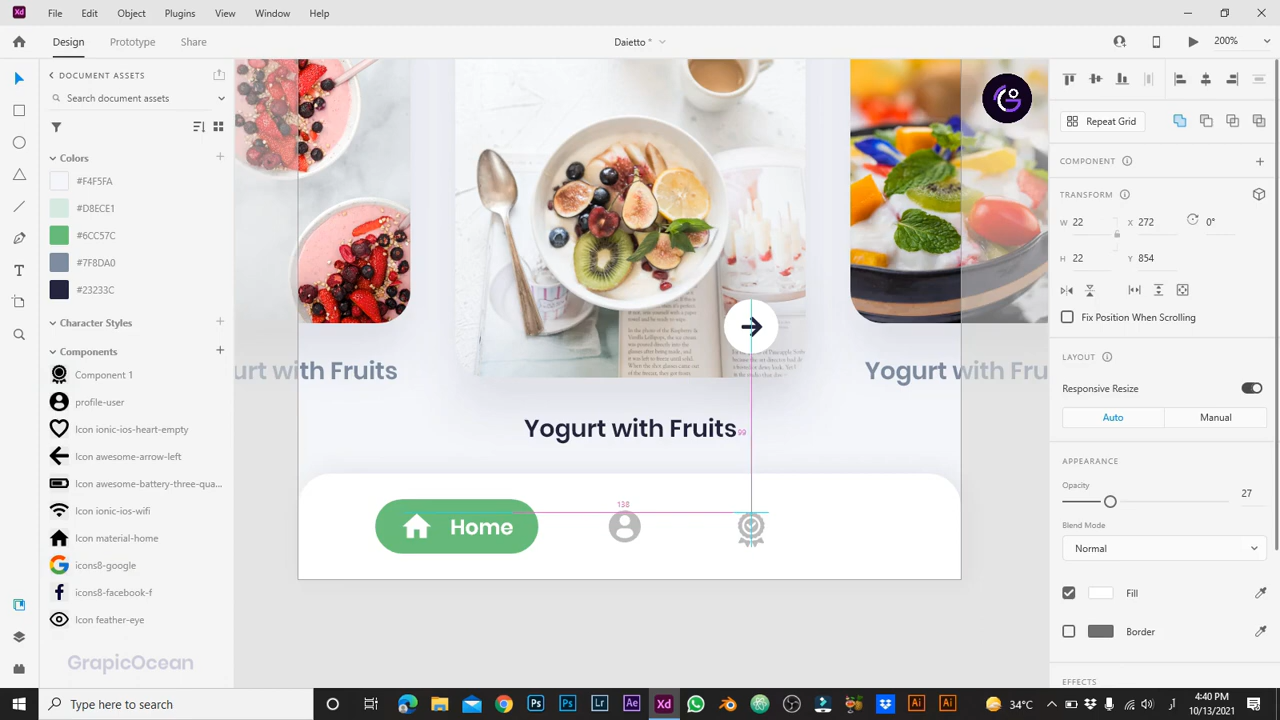 File Edit Object Plugins View Window Help
Design Prototype Share
Daietto *
200%
DOCUMENT ASSETS
Search document assets
Colors
#F4F5FA
#D8ECE1
#6CC57C
#7F8DA0
#23233C
Character Styles
Components
Component 1
profile-user
Icon ionic-ios-heart-empty
Icon awesome-arrow-left
Icon awesome-battery-three-qua...
Icon ionic-ios-wifi
Icon material-home
icons8-google
icons8-facebook-f
Icon feather-eye
GrapicOcean
urt with Fruits
Yogurt with Fruits
99
Yogurt with Fru
138
Home
Repeat Grid
COMPONENT
TRANSFORM
W 22 X 272 0°
H 22 Y 854
Fix Position When Scrolling
LAYOUT
Responsive Resize
Auto Manual
APPEARANCE
Opacity
27
Blend Mode
Normal
Fill
Border
EFFECTS
Type here to search
34°C
4:40 PM
10/13/2021